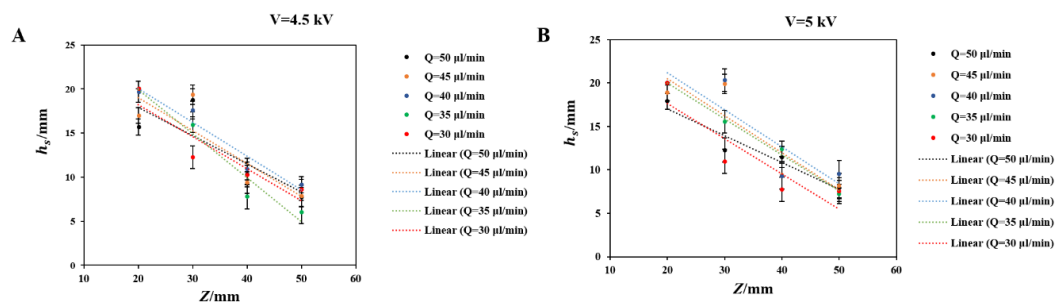 V=4.5 kV
A
25
20
15
10
5
0
10
20
30
40
50
60
hs/mm
Z/mm
Q=50 μl/min
Q=45 μl/min
Q=40 μl/min
Q=35 μl/min
Q=30 μl/min
Linear (Q=50 μl/min)
Linear (Q=45 μl/min)
Linear (Q=40 μl/min)
Linear (Q=35 μl/min)
Linear (Q=30 μl/min)
V=5 kV
B
25
20
15
10
5
0
10
20
30
40
50
60
hs/mm
Z/mm
Q=50 μl/min
Q=45 μl/min
Q=40 μl/min
Q=35 μl/min
Q=30 μl/min
Linear (Q=50 μl/min)
Linear (Q=45 μl/min)
Linear (Q=40 μl/min)
Linear (Q=35 μl/min)
Linear (Q=30 μl/min)